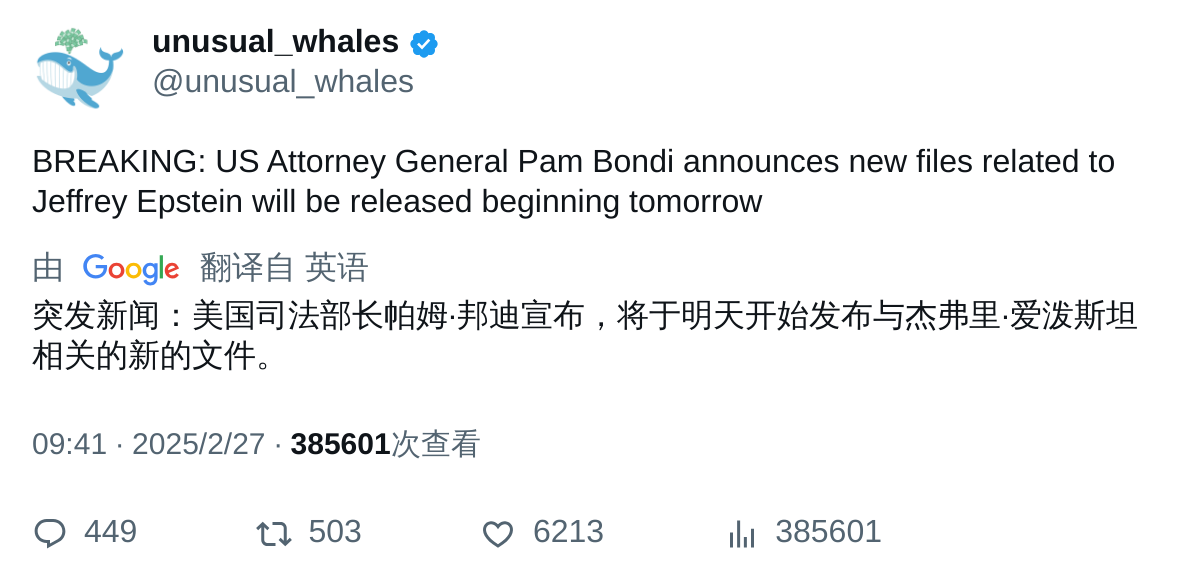 unusual_whales
@unusual_whales
BREAKING: US Attorney General Pam Bondi announces new files related to
Jeffrey Epstein will be released beginning tomorrow
由 Google 翻译自 英语
突发新闻：美国司法部长帕姆·邦迪宣布，将于明天开始发布与杰弗里·爱泼斯坦
相关的新的文件。
09:41 · 2025/2/27 · 385601次查看
449 503 6213 385601